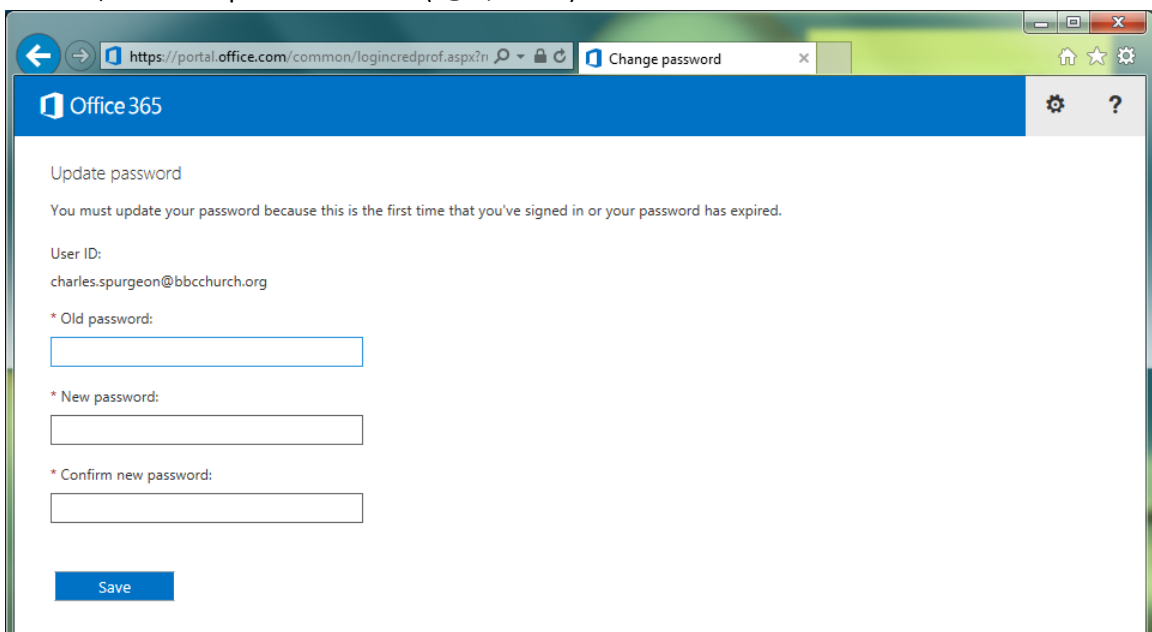 https://portal.office.com/common/logincredprof.aspx?ru
Change password
Office 365
?
Update password
You must update your password because this is the first time that you've signed in or your password has expired.
User ID:
charles.spurgeon@bbcchurch.org
* Old password:
* New password:
* Confirm new password:
Save